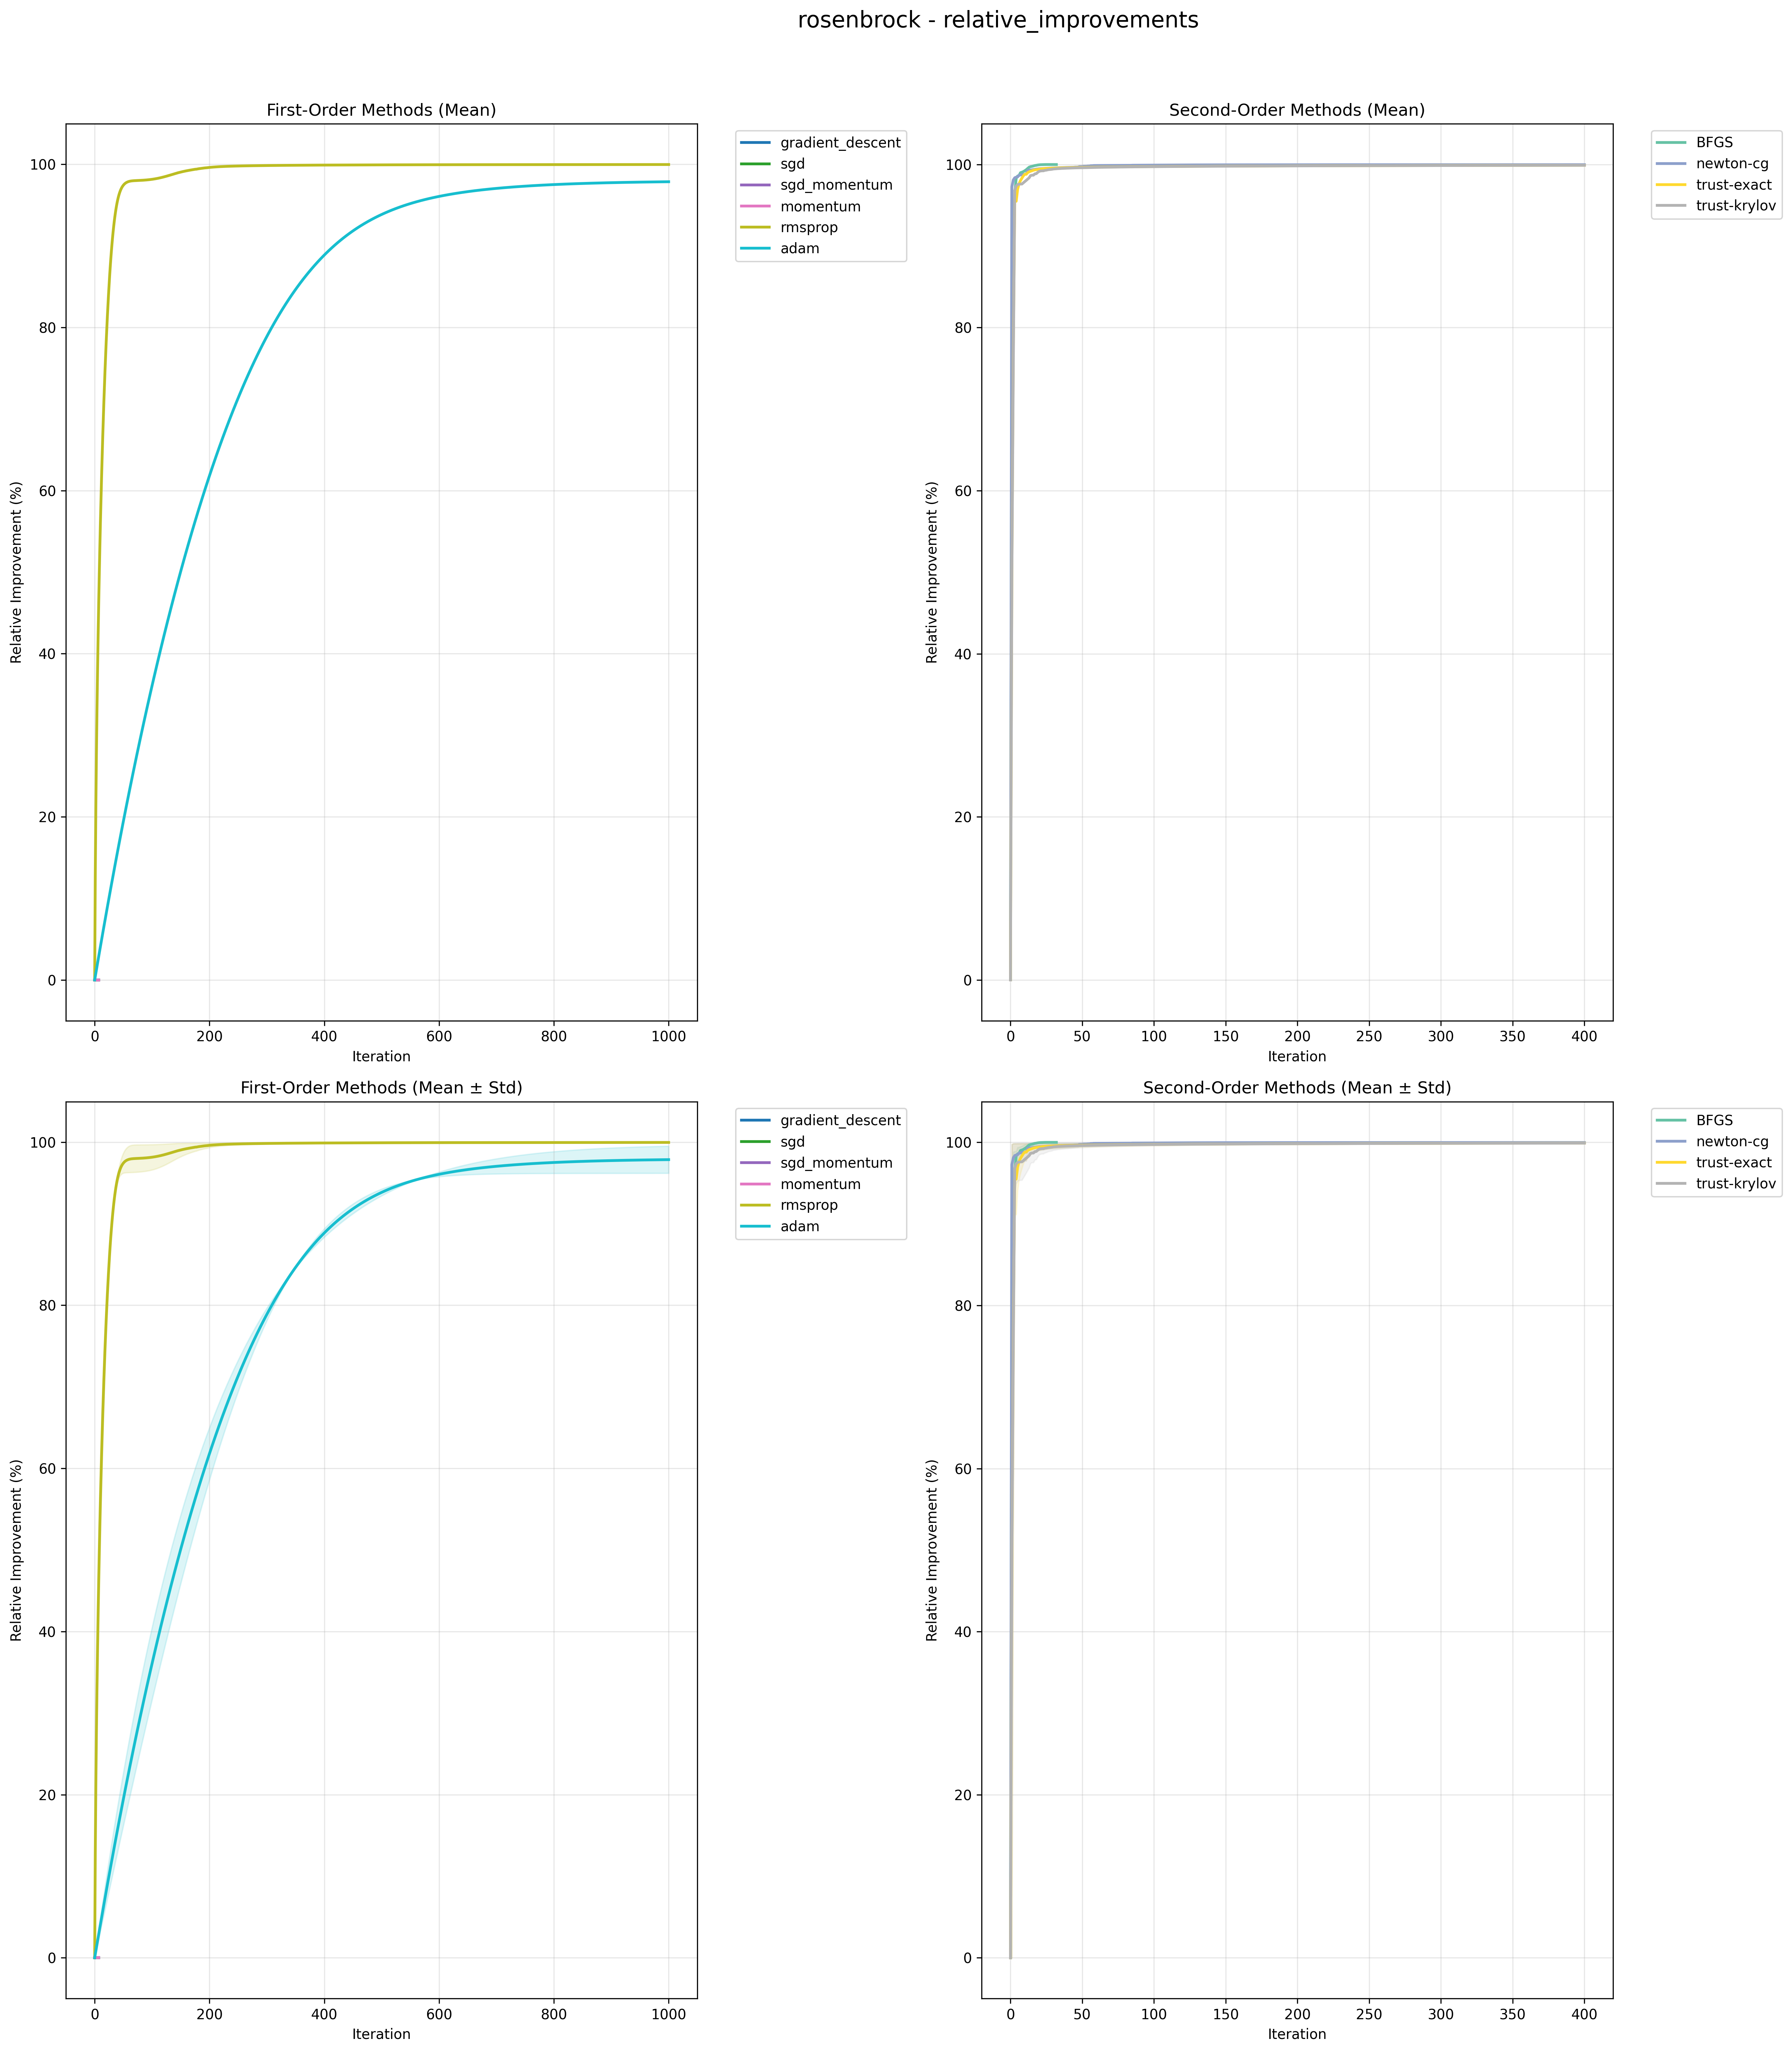 rosenbrock - relative_improvements
First-Order Methods (Mean)
Relative Improvement (%)
100
80
60
40
20
0
0 200 400 600 800 1000
Iteration
gradient_descent
sgd
sgd_momentum
momentum
rmsprop
adam
Second-Order Methods (Mean)
Relative Improvement (%)
100
80
60
40
20
0
0 50 100 150 200 250 300 350 400
Iteration
BFGS
newton-cg
trust-exact
trust-krylov
First-Order Methods (Mean ± Std)
Relative Improvement (%)
100
80
60
40
20
0
0 200 400 600 800 1000
Iteration
gradient_descent
sgd
sgd_momentum
momentum
rmsprop
adam
Second-Order Methods (Mean ± Std)
Relative Improvement (%)
100
80
60
40
20
0
0 50 100 150 200 250 300 350 400
Iteration
BFGS
newton-cg
trust-exact
trust-krylov